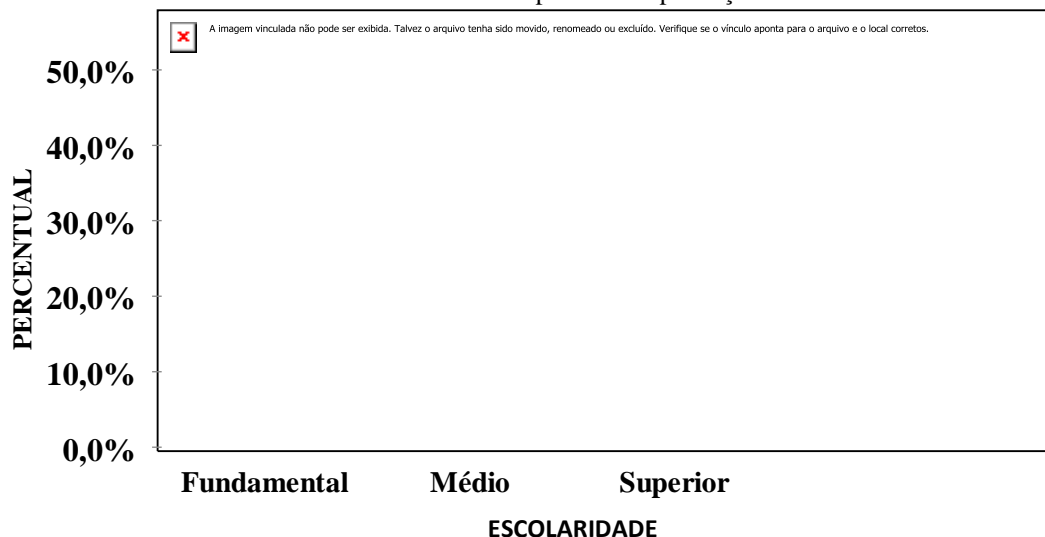 A imagem vinculada não pode ser exibida. Talvez o arquivo tenha sido movido, renomeado ou excluído. Verifique se o vínculo aponta para o arquivo e o local corretos.
50,0%
40,0%
30,0%
20,0%
10,0%
0,0%
PERCENTUAL
Fundamental Médio Superior
ESCOLARIDADE